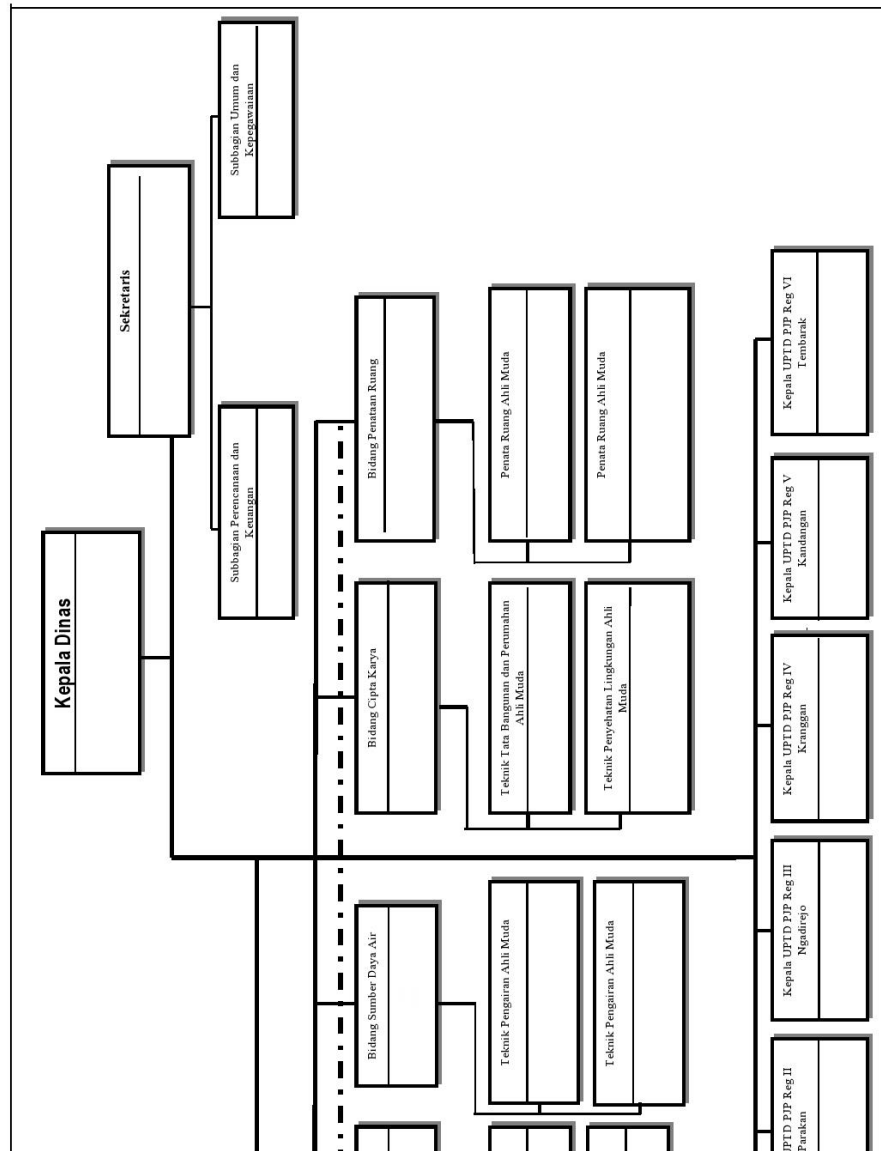 Kepala Dinas
Sekretaris
Subbagian Perencanaan dan
Keuangan
Subbagian Umum dan
Kepegawaiaan
Bidang Sumber Daya Air
Bidang Cipta Karya
Bidang Penataan Ruang
Teknik Pengairan Ahli Muda
Teknik Tata Bangunan dan Perumahan
Ahli Muda
Penata Ruang Ahli Muda
Teknik Pengairan Ahli Muda
Teknik Penyehatan Lingkungan Ahli
Muda
Penata Ruang Ahli Muda
UPTD PJP Reg II
Parakan
Kepala UPTD PJP Reg III
Ngadirejo
Kepala UPTD PJP Reg IV
Kranggan
Kepala UPTD PJP Reg V
Kandangan
Kepala UPTD PJP Reg VI
Tembarak